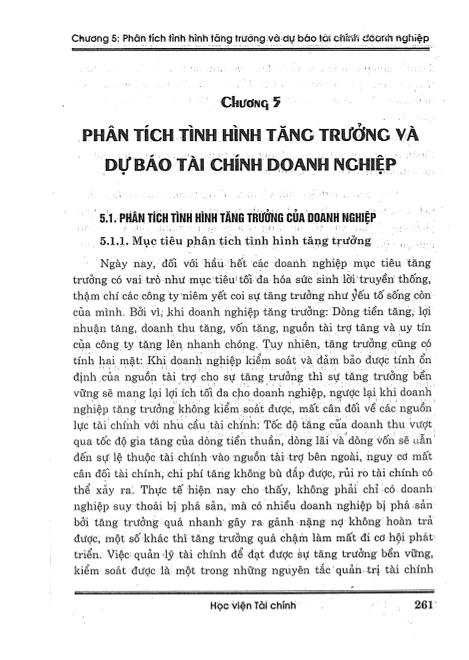 Chương 5: Phân tích tình hình tăng trưởng và dự báo tài chính doanh nghiệp
Chương 5
PHÂN TÍCH TÌNH HÌNH TĂNG TRƯỞNG VÀ
DỰ BÁO TÀI CHÍNH DOANH NGHIỆP
5.1. PHÂN TÍCH TÌNH HÌNH TĂNG TRƯỞNG CỦA DOANH NGHIỆP
5.1.1. Mục tiêu phân tích tình hình tăng trưởng
Ngày nay, đối với hầu hết các doanh nghiệp mục tiêu tăng
trưởng có vai trò như mục tiêu tối đa hóa sức sinh lời truyền thống,
thậm chí các công ty niêm yết coi sự tăng trưởng như yếu tố sống còn
của mình. Bởi vì, khi doanh nghiệp tăng trưởng: Dòng tiền tăng, lợi
nhuận tăng, doanh thu tăng, vốn tăng, nguồn tài trợ tăng và uy tín
của công ty tăng lên nhanh chóng. Tuy nhiên, tăng trưởng cũng có
tính hai mặt: Khi doanh nghiệp kiểm soát và đảm bảo được tính ổn
định của nguồn tài trợ cho sự tăng trưởng thì sự tăng trưởng bền
vững sẽ mang lại lợi ích tối đa cho doanh nghiệp, ngược lại khi doanh
nghiệp tăng trưởng không kiểm soát được, mất cân đối về các nguồn
lực tài chính với nhu cầu tài chính: Tốc độ tăng của doanh thu vượt
qua tốc độ gia tăng của dòng tiền thuần, dòng lãi và dòng vốn sẽ dẫn
đến sự lệ thuộc tài chính vào nguồn tài trợ bên ngoài, nguy cơ mất
cân đối tài chính, chi phí tăng không bù đắp được, rủi ro tài chính có
thể xảy ra. Thực tế hiện nay cho thấy, không phải chỉ có doanh
nghiệp suy thoái bị phá sản, mà có nhiều doanh nghiệp bị phá sản
bởi tăng trưởng quá nhanh gây ra gánh nặng nợ không hoàn trả
được, một số khác thì tăng trưởng quá chậm làm mất đi cơ hội phát
triển. Việc quản lý tài chính để đạt được sự tăng trưởng bền vững,
kiểm soát được là một trong những nguyên tắc quản trị tài chính
Học viện Tài chính 261